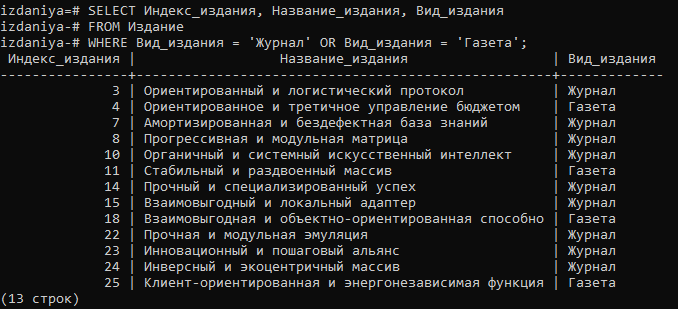 izdaniya=# SELECT Индекс_издания, Название_издания, Вид_издания
izdaniya-# FROM Издание
izdaniya-# WHERE Вид_издания = 'Журнал' OR Вид_издания = 'Газета';
Индекс_издания | Название_издания | Вид_издания
----------------+-----------------------------------------------------+-------------
3 | Ориентированный и логистический протокол | Журнал
4 | Ориентированное и третичное управление бюджетом | Газета
7 | Амортизированная и бездефектная база знаний | Журнал
8 | Прогрессивная и модульная матрица | Журнал
10 | Органичный и системный искусственный интеллект | Журнал
11 | Стабильный и раздвоенный массив | Газета
14 | Прочный и специализированный успех | Журнал
15 | Взаимовыгодный и локальный адаптер | Журнал
18 | Взаимовыгодная и объектно-ориентированная способно | Газета
22 | Прочная и модульная эмуляция | Журнал
23 | Инновационный и пошаговый альянс | Журнал
24 | Инверсный и экоцентричный массив | Журнал
25 | Клиент-ориентированная и энергонезависимая функция | Газета
(13 строк)